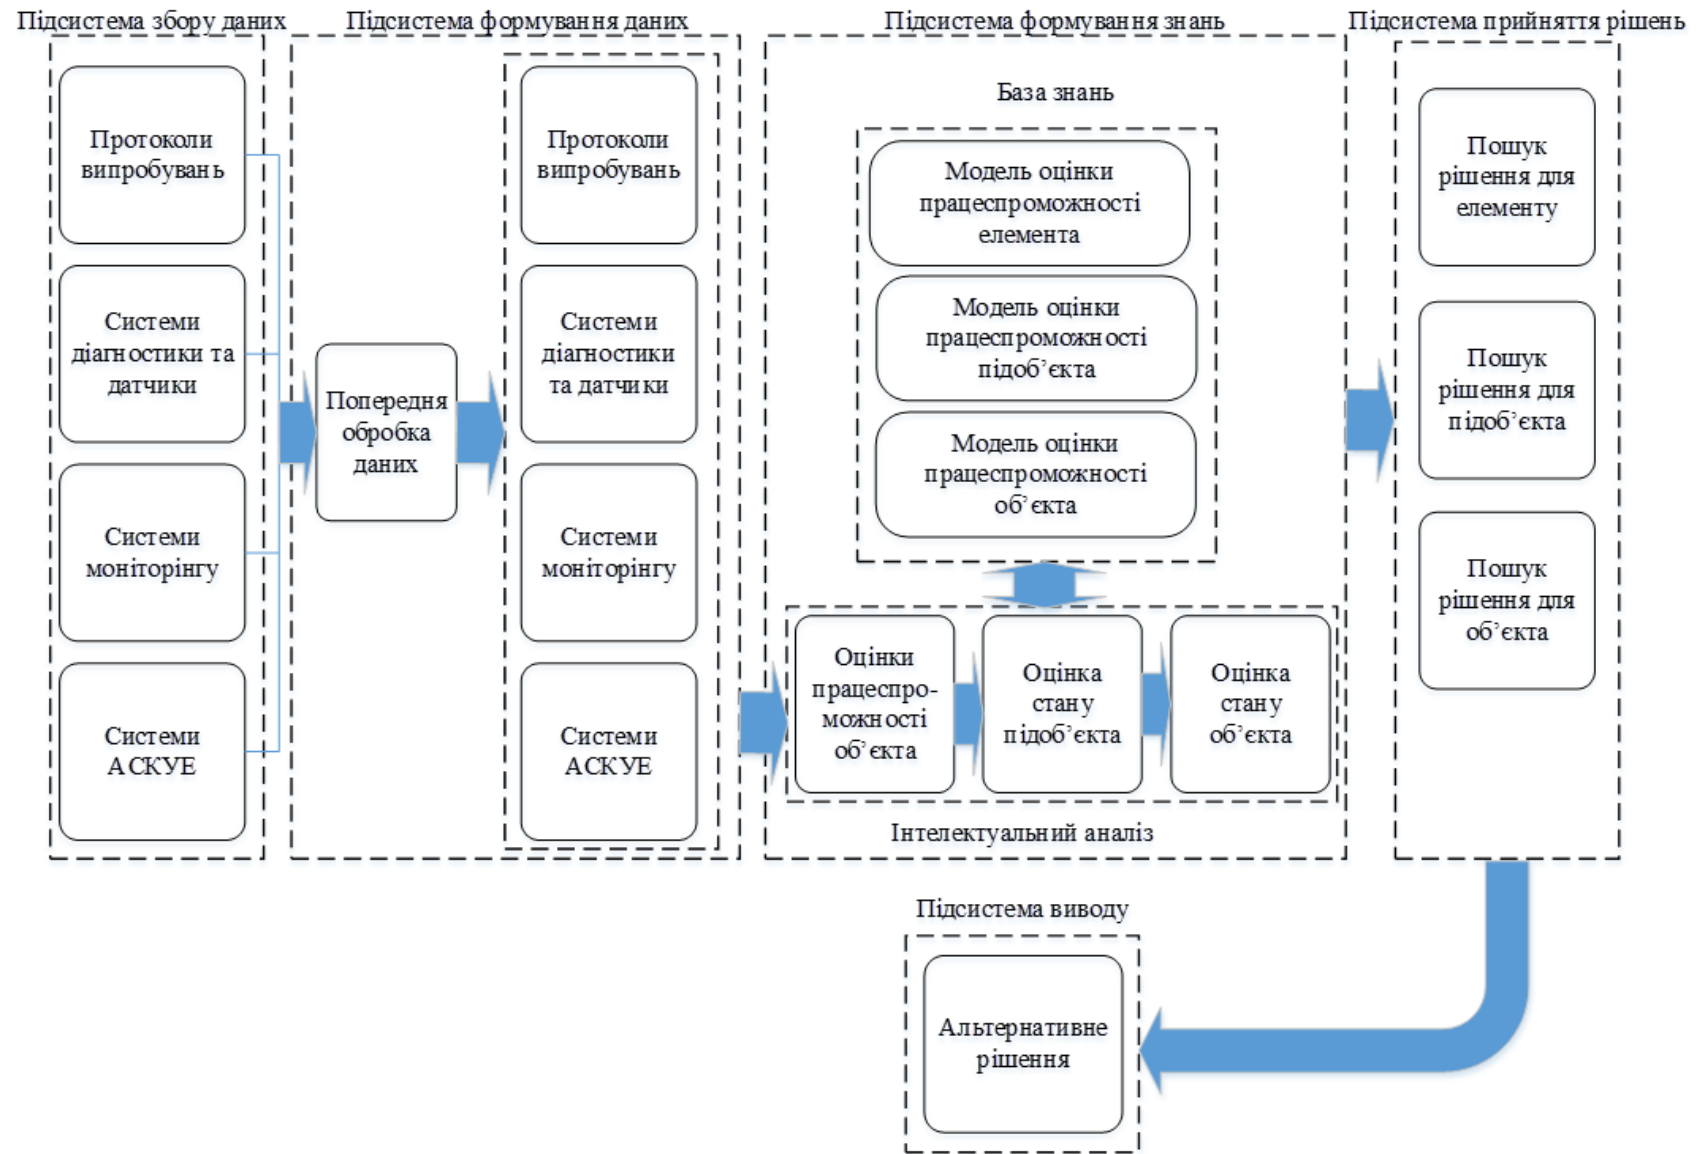 Підсистема збору даних
Підсистема формування даних
Підсистема формування знань
Підсистема прийняття рішень
Протоколи
випробувань
Системи
діагностики та
датчики
Системи
моніторінгу
Системи
АСКУЕ
Попередня
обробка
даних
Протоколи
випробувань
Системи
діагностики
та датчики
Системи
моніторінгу
Системи
АСКУЕ
База знань
Модель оцінки
працеспроможності
елемента
Модель оцінки
працеспроможності
підоб’єкта
Модель оцінки
працеспроможності
об’єкта
Оцінки
працеспро-
можності
об’єкта
Оцінка
стану
підоб’єкта
Оцінка
стану
об’єкта
Інтелектуальний аналіз
Пошук
рішення для
елементу
Пошук
рішення для
підоб’єкта
Пошук
рішення для
об’єкта
Підсистема виводу
Альтернативне
рішення